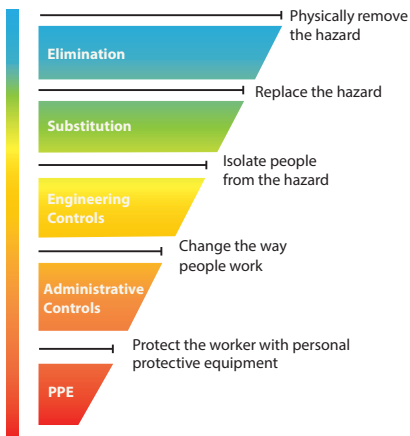 Physically remove
the hazard
Elimination
Replace the hazard
Substitution
Isolate people
from the hazard
Engineering
Controls
Change the way
people work
Administrative
Controls
Protect the worker with personal
protective equipment
PPE